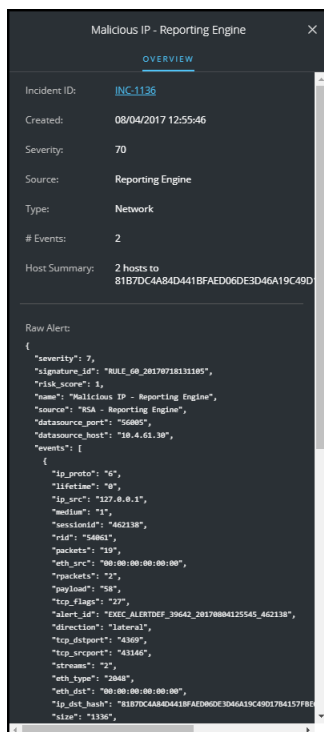 Malicious IP - Reporting Engine
OVERVIEW
Incident ID: INC-1136
Created: 08/04/2017 12:55:46
Severity: 70
Source: Reporting Engine
Type: Network
# Events: 2
Host Summary: 2 hosts to
81B7DC4A84D441BFAED06DE3D46A19C49D1
Raw Alert:
{
"severity": 7,
"signature_id": "RULE_60_20170718131105",
"risk_score": 1,
"name": "Malicious IP - Reporting Engine",
"source": "RSA - Reporting Engine",
"datasource_port": "56005",
"datasource_host": "10.4.61.30",
"events": [
{
"ip_proto": "6",
"lifetime": "0",
"ip_src": "127.0.0.1",
"medium": "1",
"sessionid": "462138",
"rid": "54061",
"packets": "19",
"eth_src": "00:00:00:00:00:00",
"rpackets": "2",
"payload": "58",
"tcp_flags": "27",
"alert_id": "EXEC_ALERTDEF_39642_20170804125545_462138",
"direction": "lateral",
"tcp_dstport": "4369",
"tcp_srcport": "43146",
"streams": "2",
"eth_type": "2048",
"eth_dst": "00:00:00:00:00:00",
"ip_dst_hash": "81B7DC4A84D441BFAED06DE3D46A19C49D17B4157FBE
"size": "1336",